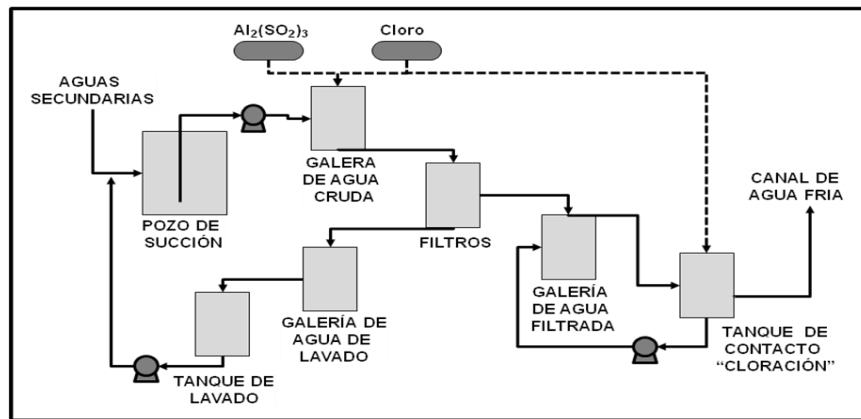 Al₂(SO₂)₃
Cloro
AGUAS
SECUNDARIAS
POZO DE
SUCCIÓN
GALERA
DE AGUA
CRUDA
FILTROS
CANAL DE
AGUA FRIA
GALERÍA
DE AGUA
FILTRADA
GALERÍA DE
AGUA DE
LAVADO
TANQUE DE
LAVADO
TANQUE DE
CONTACTO
“CLORACIÓN”